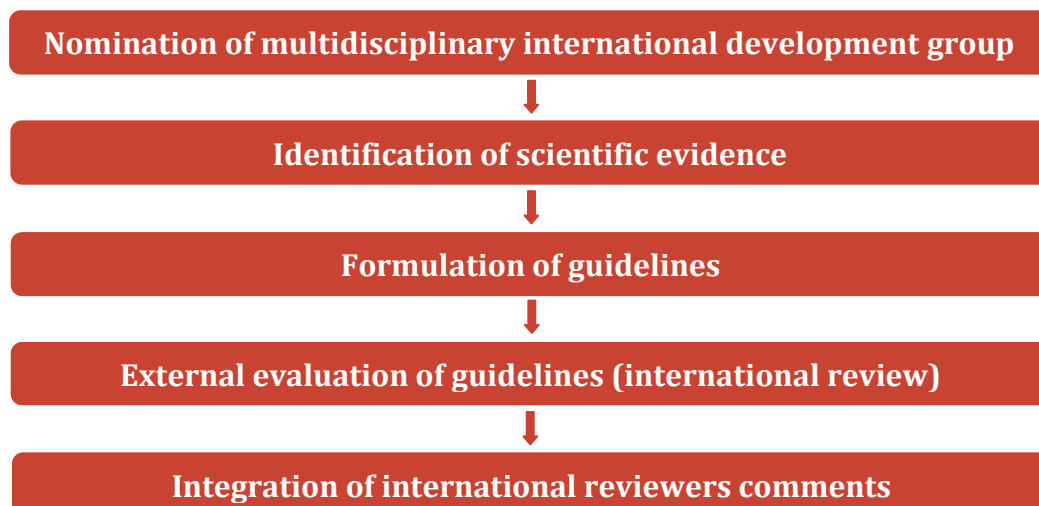 Nomination of multidisciplinary international development group
Identification of scientific evidence
Formulation of guidelines
External evaluation of guidelines (international review)
Integration of international reviewers comments